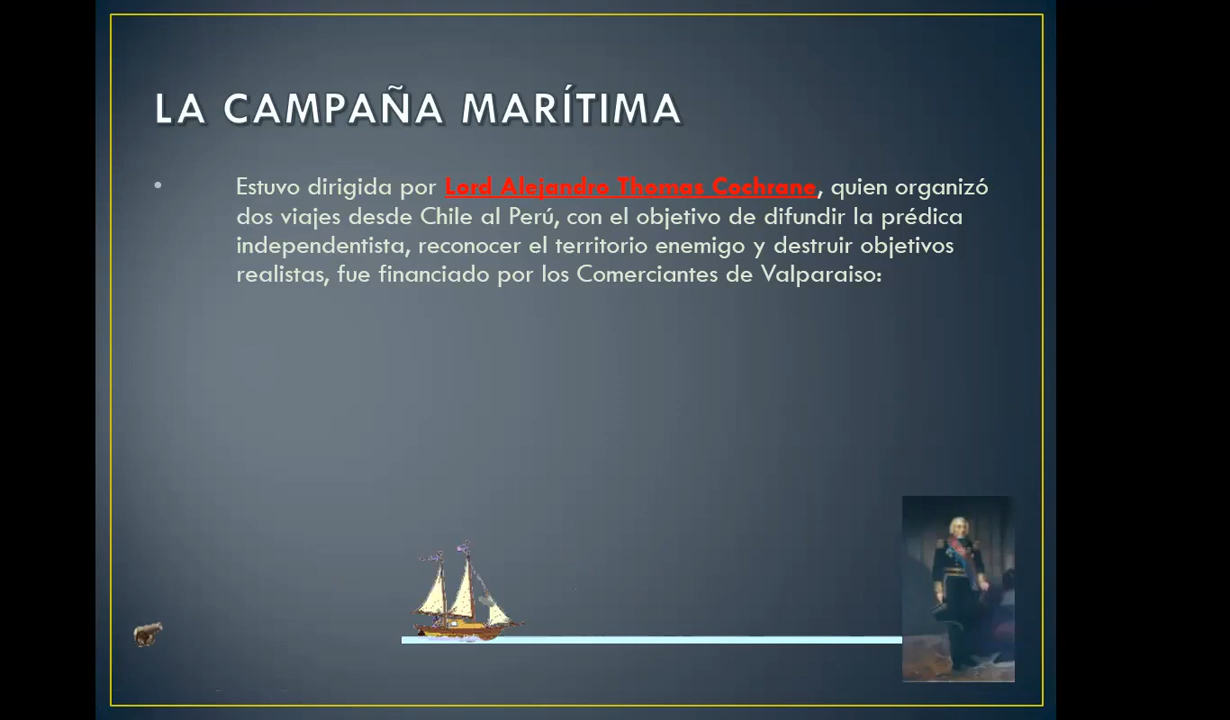 LA CAMPAÑA MARÍTIMA
• Estuvo dirigida por Lord Alejandro Thomas Cochrane, quien organizó
dos viajes desde Chile al Perú, con el objetivo de difundir la prédica
independentista, reconocer el territorio enemigo y destruir objetivos
realistas, fue financiado por los Comerciantes de Valparaiso: